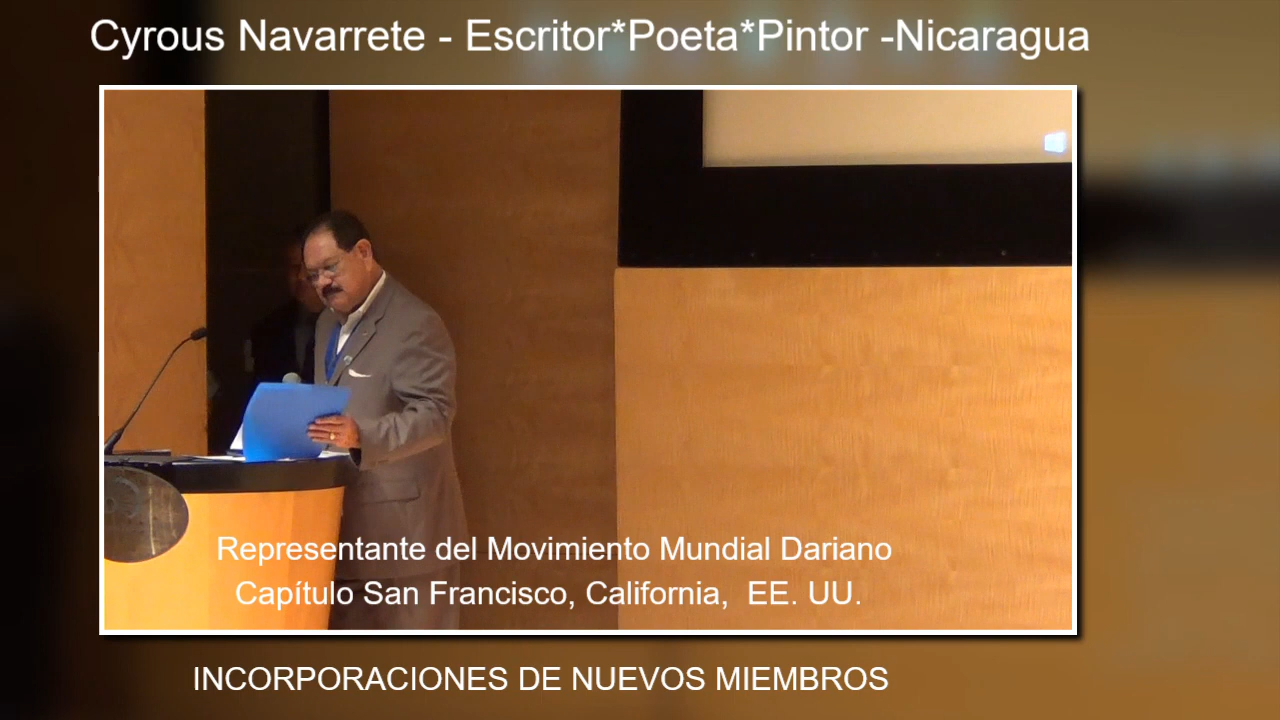 Cyrous Navarrete - Escritor*Poeta*Pintor -Nicaragua
Representante del Movimiento Mundial Dariano
Capítulo San Francisco, California,  EE. UU.
INCORPORACIONES DE NUEVOS MIEMBROS